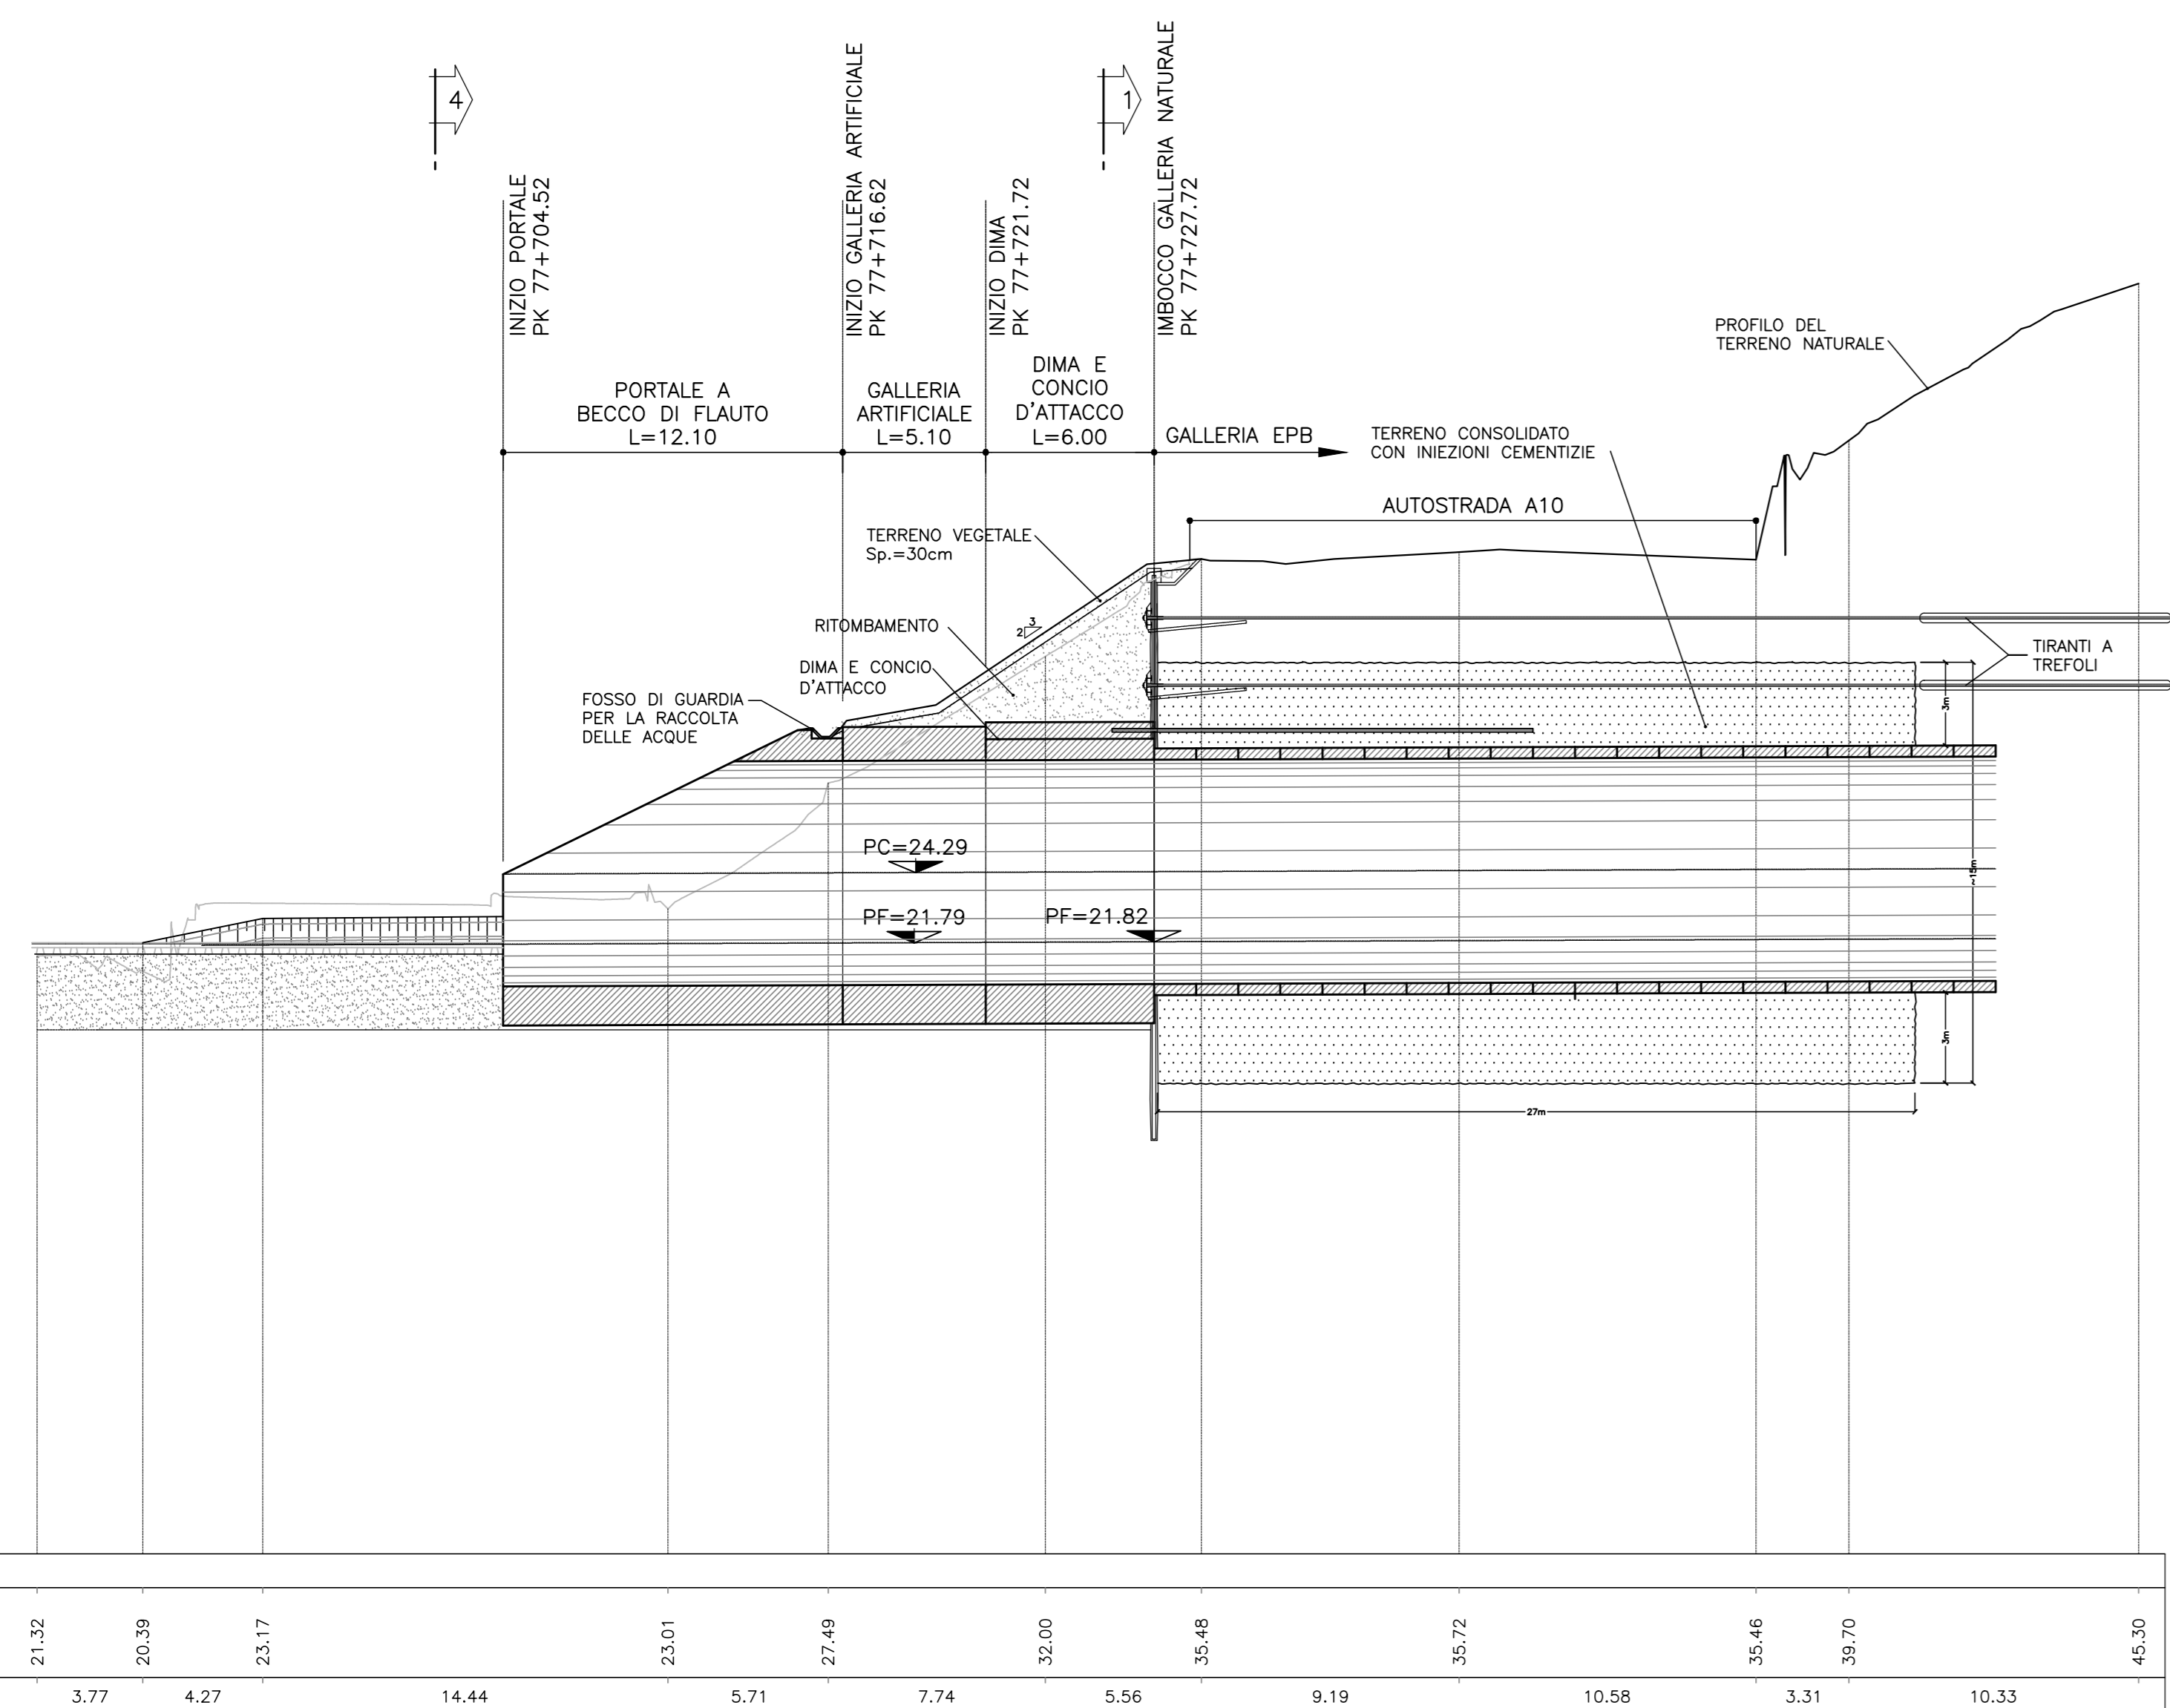 4
1
INIZIO PORTALE
PK 77+704.52
INIZIO GALLERIA ARTIFICIALE
PK 77+716.62
INIZIO DIMA
PK 77+721.72
IMBOCCO GALLERIA NATURALE
PK 77+727.72
PROFILO DEL
TERRENO NATURALE
PORTALE A
BECCO DI FLAUTO
L=12.10
GALLERIA
ARTIFICIALE
L=5.10
DIMA E
CONCIO
D'ATTACCO
L=6.00
GALLERIA EPB
TERRENO CONSOLIDATO
CON INIEZIONI CEMENTIZIE
AUTOSTRADA A10
TERRENO VEGETALE
Sp.=30cm
3
2
RITOMBAMENTO
DIMA E CONCIO
D'ATTACCO
FOSSO DI GUARDIA
PER LA RACCOLTA
DELLE ACQUE
TIRANTI A
TREFOLI
3m
PC=24.29
~15m
PF=21.79
PF=21.82
3m
27m
21.32
20.39
23.17
23.01
27.49
32.00
35.48
35.72
35.46
39.70
45.30
3.77
4.27
14.44
5.71
7.74
5.56
9.19
10.58
3.31
10.33